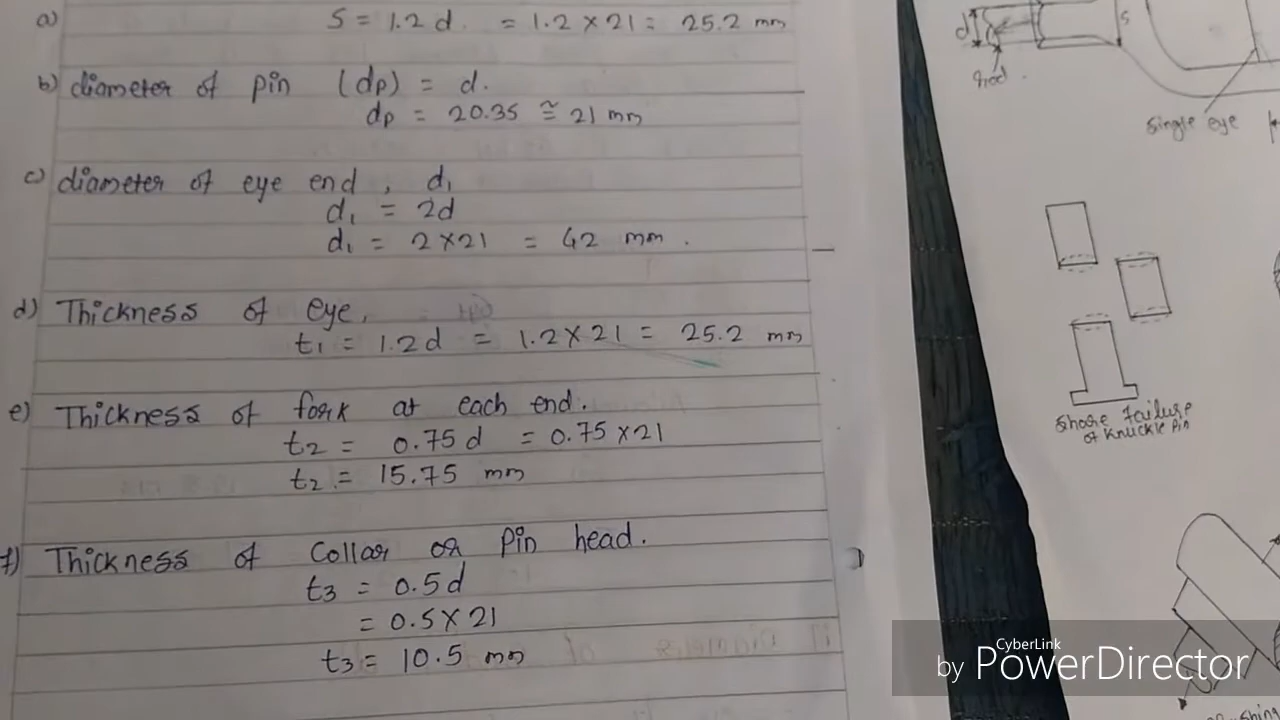 a) S = 1.2 d. = 1.2 × 21 = 25.2 mm
b) diameter of pin (dp) = d.
dp = 20.35 ≅ 21 mm
c) diameter of eye end, d₁
d₁ = 2d
d₁ = 2 × 21 = 42 mm.
d) Thickness of eye,
t₁ = 1.2 d = 1.2 × 21 = 25.2 mm
e) Thickness of fork at each end.
t₂ = 0.75 d = 0.75 × 21
t₂ = 15.75 mm
f) Thickness of Collar or Pin head.
t₃ = 0.5 d
= 0.5 × 21
t₃ = 10.5 mm
d
S
rod.
single eye
Shore failure
of Knuckle Pin
CyberLink
by PowerDirector